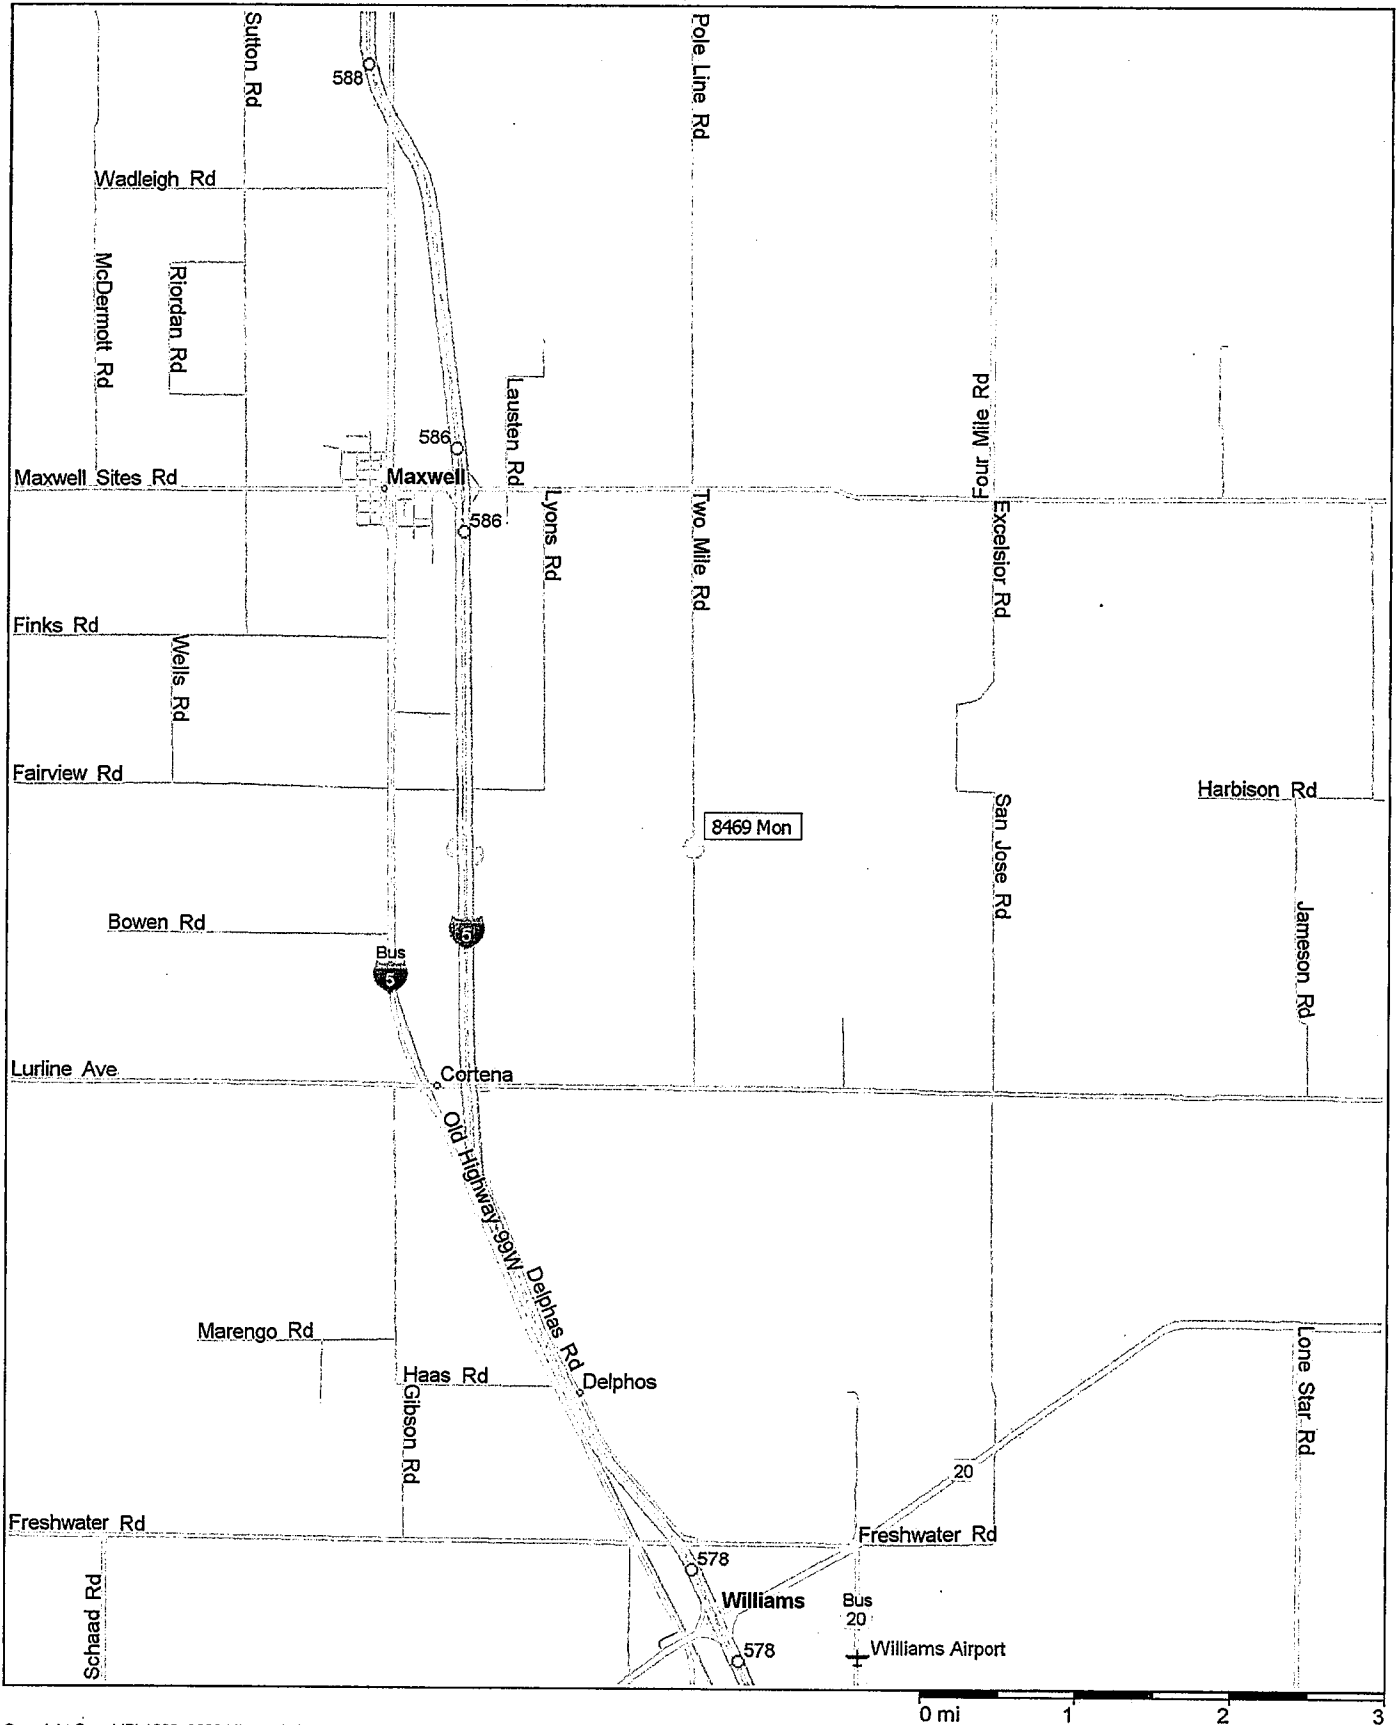 Sutton Rd
Pole Line Rd
588
Wadleigh Rd
McDermott Rd
Riordan Rd
Lausten Rd
Four Mile Rd
586
Maxwell Sites Rd
Maxwell
586
Lyons Rd
Two Mile Rd
Excelsior Rd
Finks Rd
Wells Rd
Fairview Rd
Harbison Rd
8469 Mon
San Jose Rd
Bowen Rd
5
Bus
5
Jameson Rd
Lurline Ave
Cortena
Old Highway 99W
Delphas Rd
Marengo Rd
Lone Star Rd
Haas Rd
Delphos
Gibson Rd
20
Freshwater Rd
Freshwater Rd
578
Schaad Rd
Williams
Bus
20
578
Williams Airport
0 mi 1 2 3